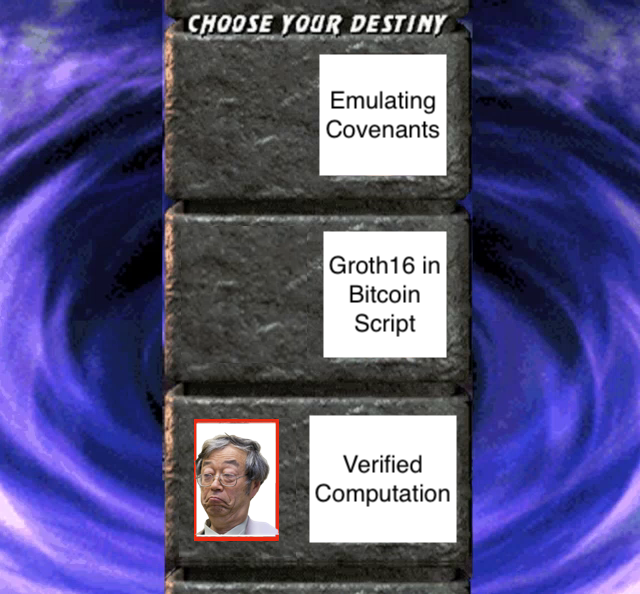 CHOOSE YOUR DESTINY
Emulating
Covenants
Groth16 in
Bitcoin
Script
Verified
Computation